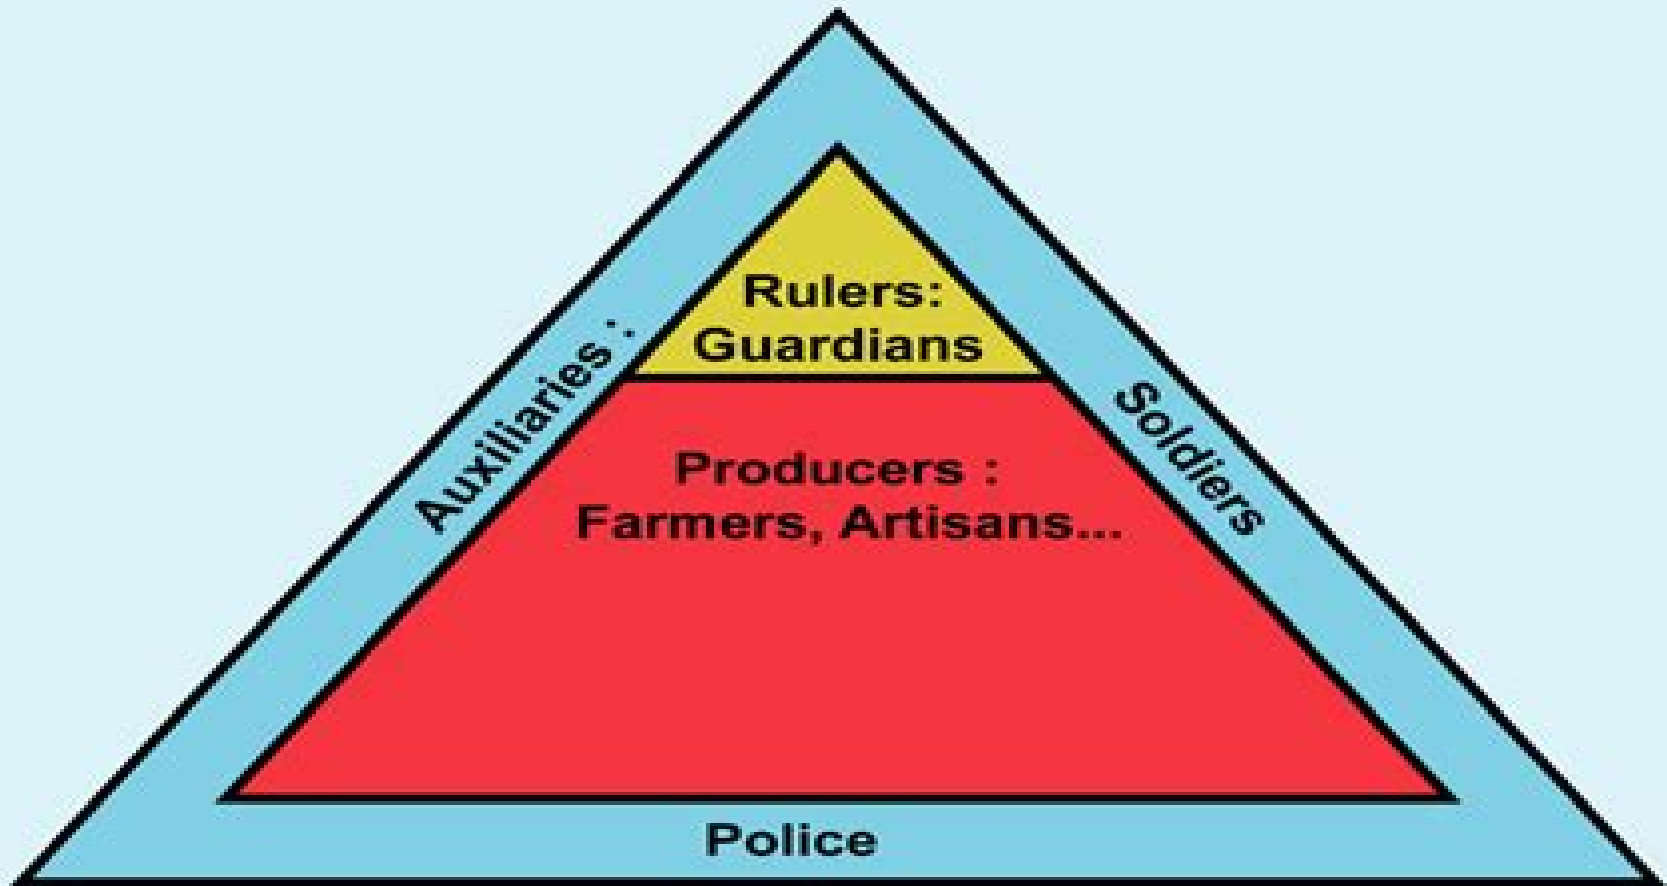 Rulers:
Guardians
Auxiliaries :
Soldiers
Producers :
Farmers, Artisans...
Police